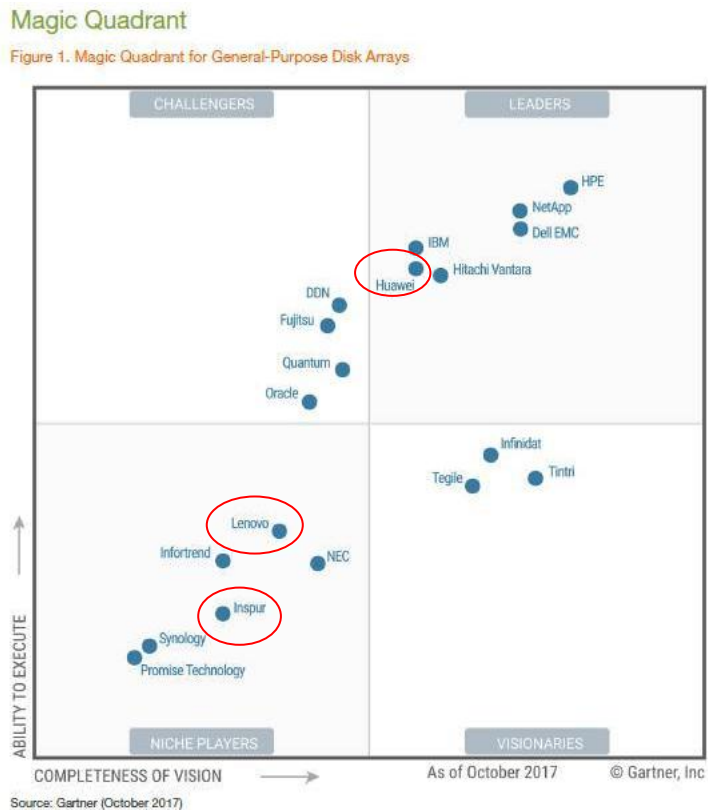 Magic Quadrant
Figure 1. Magic Quadrant for General-Purpose Disk Arrays
CHALLENGERS
LEADERS
HPE
NetApp
Dell EMC
IBM
Hitachi Vantara
Huawei
DDN
Fujitsu
Quantum
Oracle
Infinidat
Tegile
Tintri
Lenovo
Infortrend
NEC
Inspur
Synology
Promise Technology
NICHE PLAYERS
VISIONARIES
ABILITY TO EXECUTE
COMPLETENESS OF VISION
As of October 2017
© Gartner, Inc
Source: Gartner (October 2017)